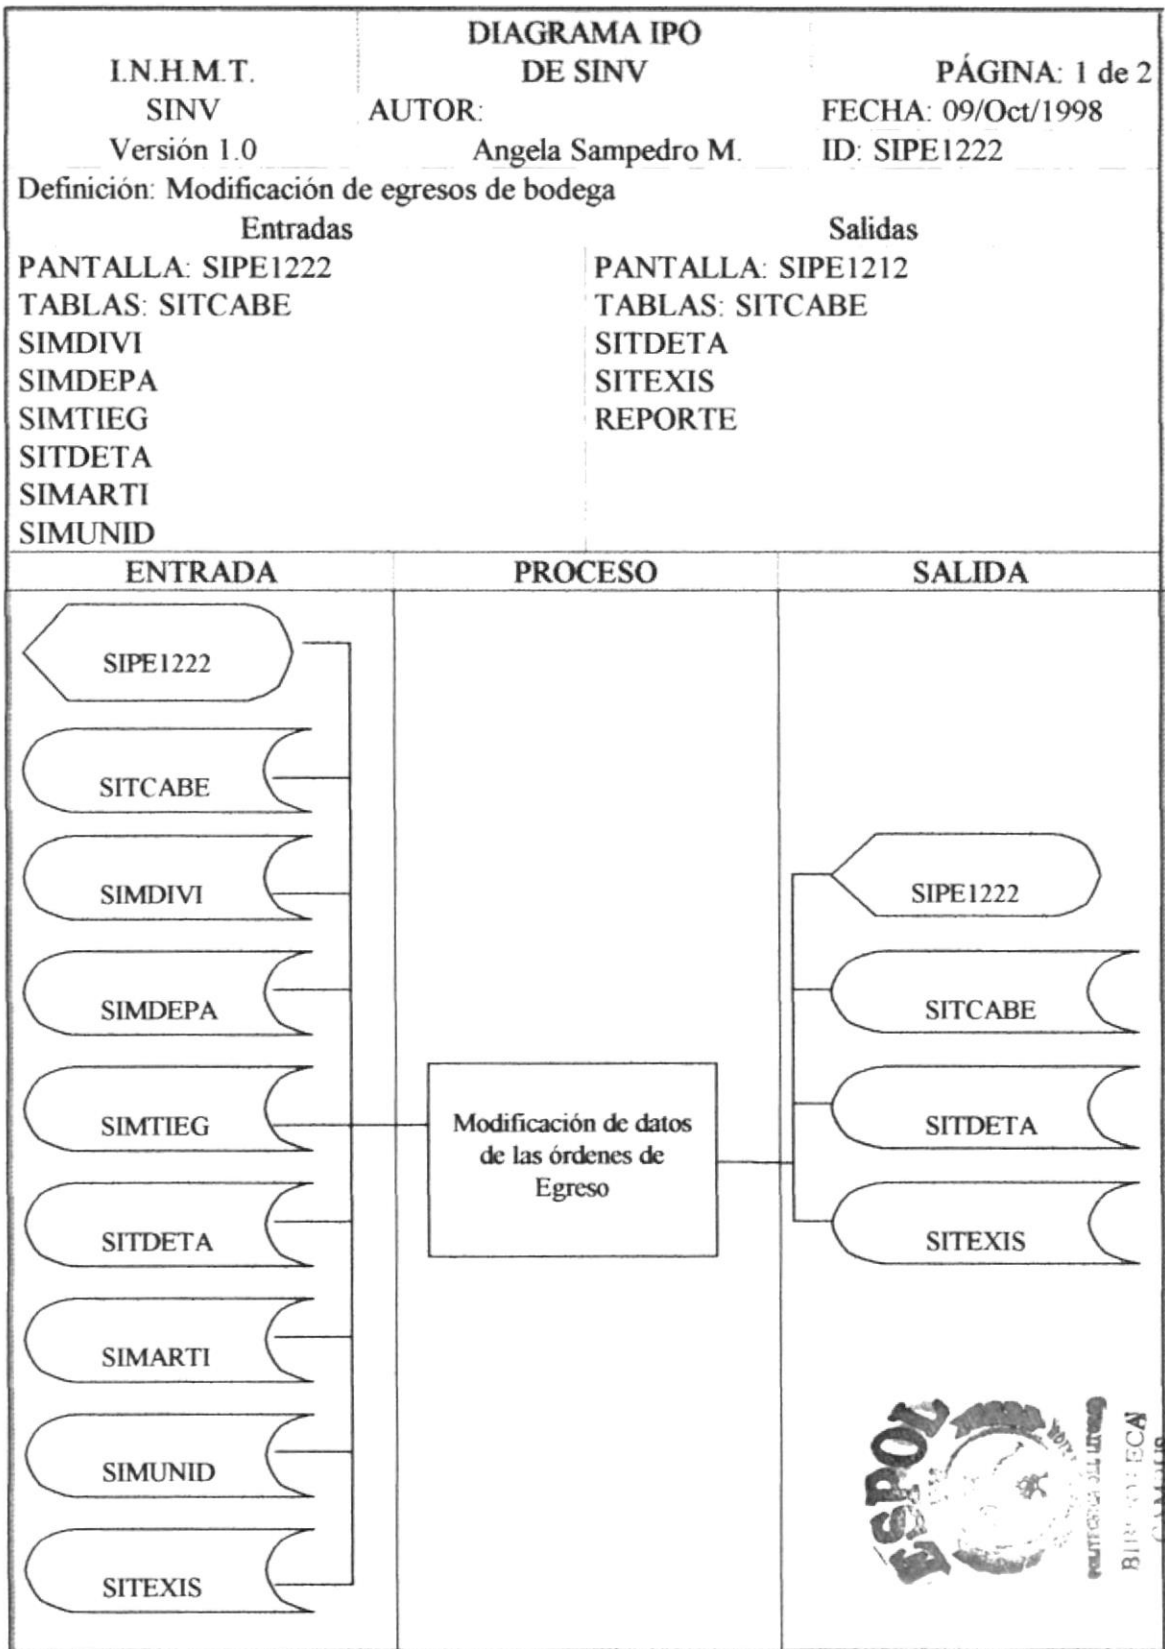 DIAGRAMA IPO
I.N.H.M.T. DE SINV PÁGINA: 1 de 2
SINV AUTOR: FECHA: 09/Oct/1998
Versión 1.0 Angela Sampedro M. ID: SIPE1222
Definición: Modificación de egresos de bodega
Entradas Salidas
PANTALLA: SIPE1222 PANTALLA: SIPE1212
TABLAS: SITCABE TABLAS: SITCABE
SIMDIVI SITDETA
SIMDEPA SITEXIS
SIMTIEG REPORTE
SITDETA
SIMARTI
SIMUNID
ENTRADA PROCESO SALIDA
SIPE1222
SITCABE
SIMDIVI
SIMDEPA
SIMTIEG
SITDETA
SIMARTI
SIMUNID
SITEXIS
Modificación de datos
de las órdenes de
Egreso
SIPE1222
SITCABE
SITDETA
SITEXIS
ESPOL